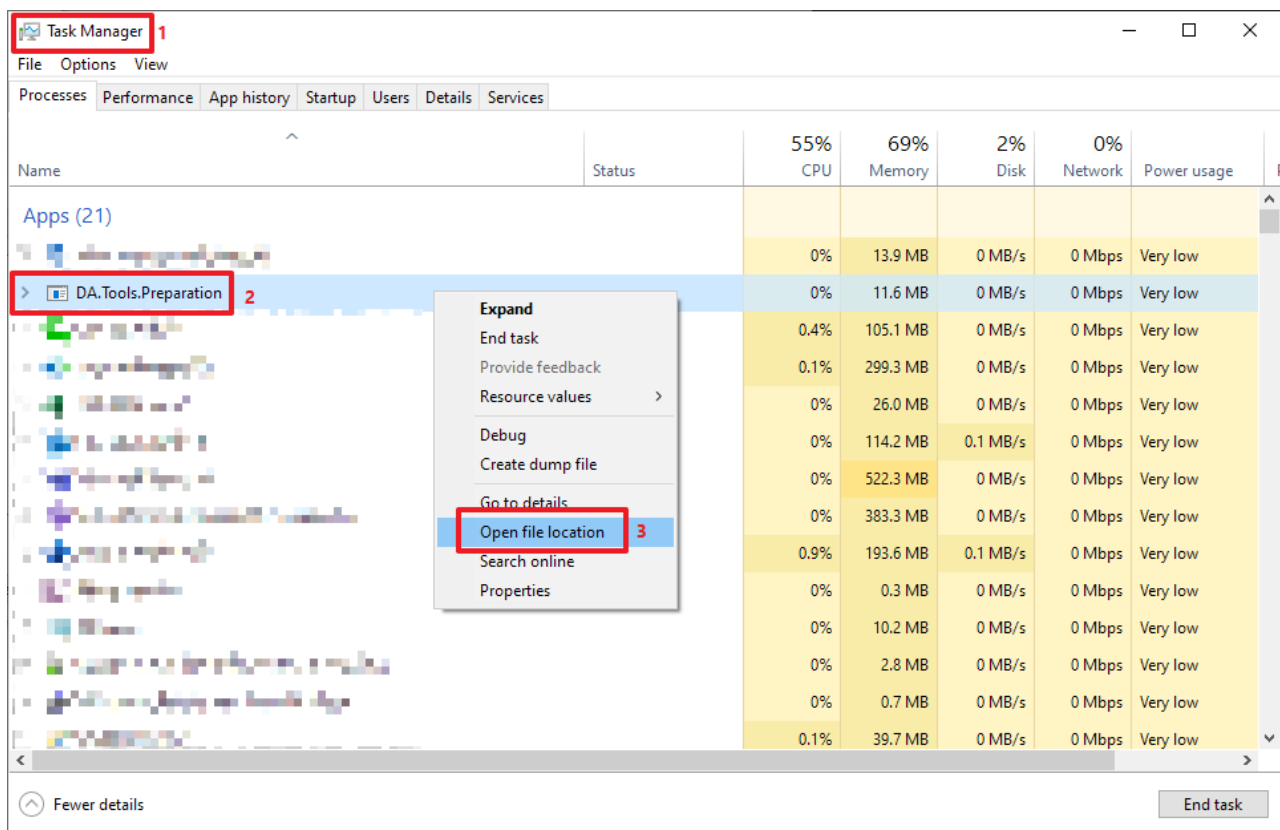 Task Manager 1
File Options View
Processes Performance App history Startup Users Details Services
55% 69% 2% 0%
Name Status CPU Memory Disk Network Power usage
Apps (21)
0% 13.9 MB 0 MB/s 0 Mbps Very low
DA.Tools.Preparation 2 0% 11.6 MB 0 MB/s 0 Mbps Very low
Expand
0.4% 105.1 MB 0 MB/s 0 Mbps Very low
End task
Provide feedback
0.1% 299.3 MB 0 MB/s 0 Mbps Very low
Resource values
0% 26.0 MB 0 MB/s 0 Mbps Very low
Debug
0% 114.2 MB 0.1 MB/s 0 Mbps Very low
Create dump file
0% 522.3 MB 0 MB/s 0 Mbps Very low
Go to details
0% 383.3 MB 0 MB/s 0 Mbps Very low
Open file location 3
0.9% 193.6 MB 0.1 MB/s 0 Mbps Very low
Search online
Properties
0% 0.3 MB 0 MB/s 0 Mbps Very low
0% 10.2 MB 0 MB/s 0 Mbps Very low
0% 2.8 MB 0 MB/s 0 Mbps Very low
0% 0.7 MB 0 MB/s 0 Mbps Very low
0.1% 39.7 MB 0 MB/s 0 Mbps Very low
Fewer details End task